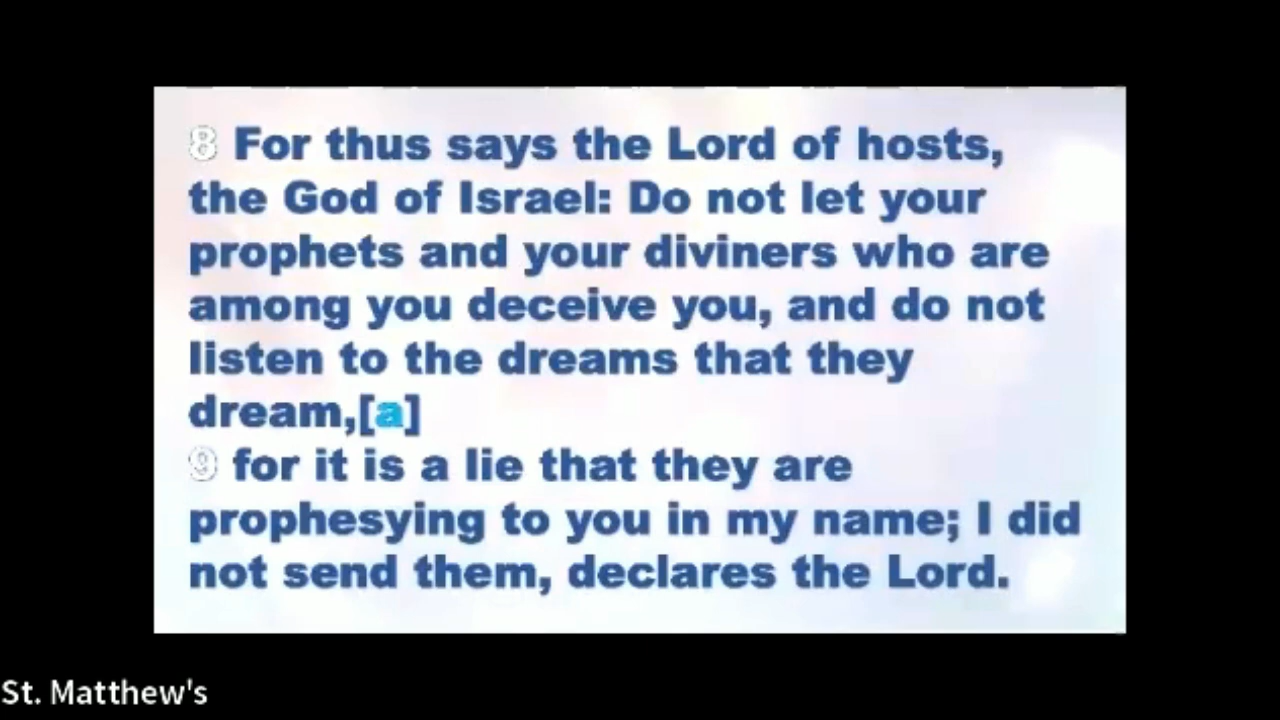 8 For thus says the Lord of hosts,
the God of Israel: Do not let your
prophets and your diviners who are
among you deceive you, and do not
listen to the dreams that they
dream,[a]
9 for it is a lie that they are
prophesying to you in my name; I did
not send them, declares the Lord.
St. Matthew's